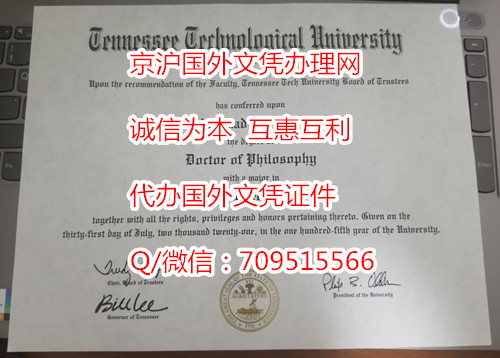 Tennessee Technological University
京沪国外文凭办理网
Upon the recommendation of the Faculty, Tennessee Tech University Board of Trustees
has conferred upon
诚信为本 互惠互利
the degree of
Doctor of Philosophy
with a major in
代办国外文凭证件
together with all the rights, privileges and honors pertaining thereto. Given on the
thirty-first day of July, two thousand twenty-one, in the one hundred-fifth year of the University.
Q/微信：709515566
Chair, Board of Trustees
President of the University
Bill Lee
Governor of Tennessee
AGRICULTURE
1796